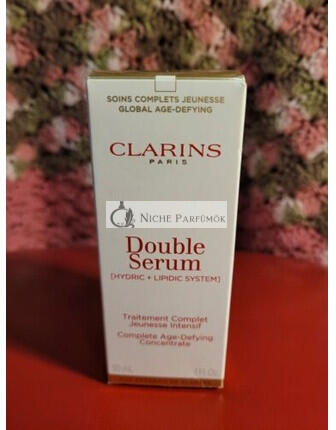 SOINS COMPLETS JEUNESSE
GLOBAL AGE-DEFYING
CLARINS
PARIS
NICHE PARFÜMÖK
Double
Serum
[HYDRIC + LIPIDIC SYSTEM]
Traitement Complet
Jeunesse Intensif
Complete Age-Defying
Concentrate